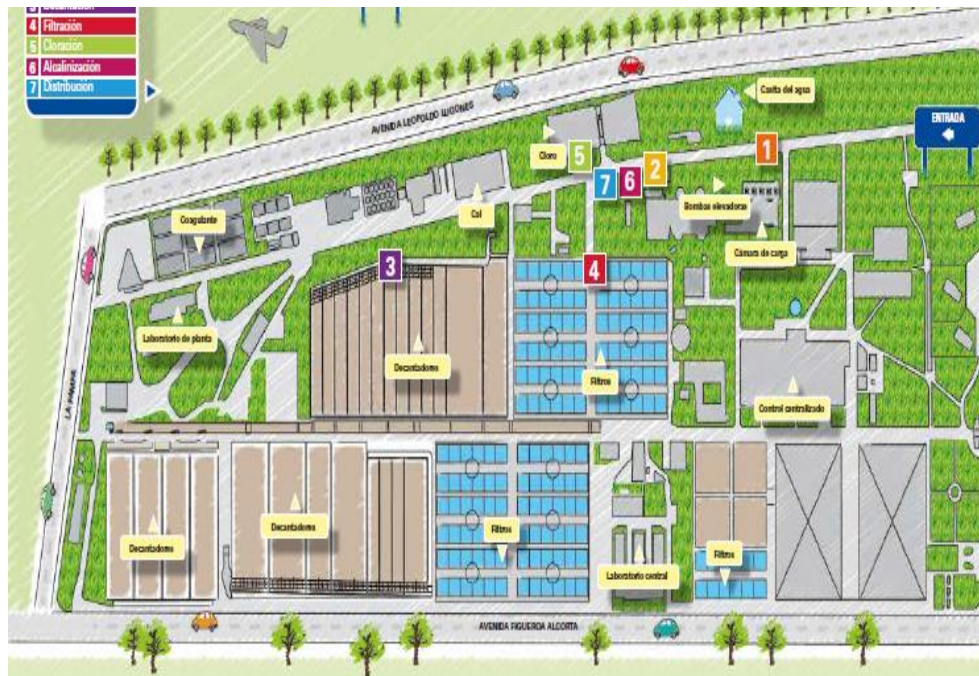 3 Decantación
4 Filtración
5 Cloración
6 Alcalinización
7 Distribución
AVENIDA LEOPOLDO LUGONES
Casita del agua
ENTRADA
Cloro
5
7
6
2
1
Cal
Bombas elevadoras
Coagulante
Cámara de carga
3
4
Laboratorio de planta
Decantadores
Filtros
Control centralizado
LA PAMPA
Decantadores
Decantadores
Filtros
Laboratorio central
Filtros
AVENIDA FIGUEROA ALCORTA